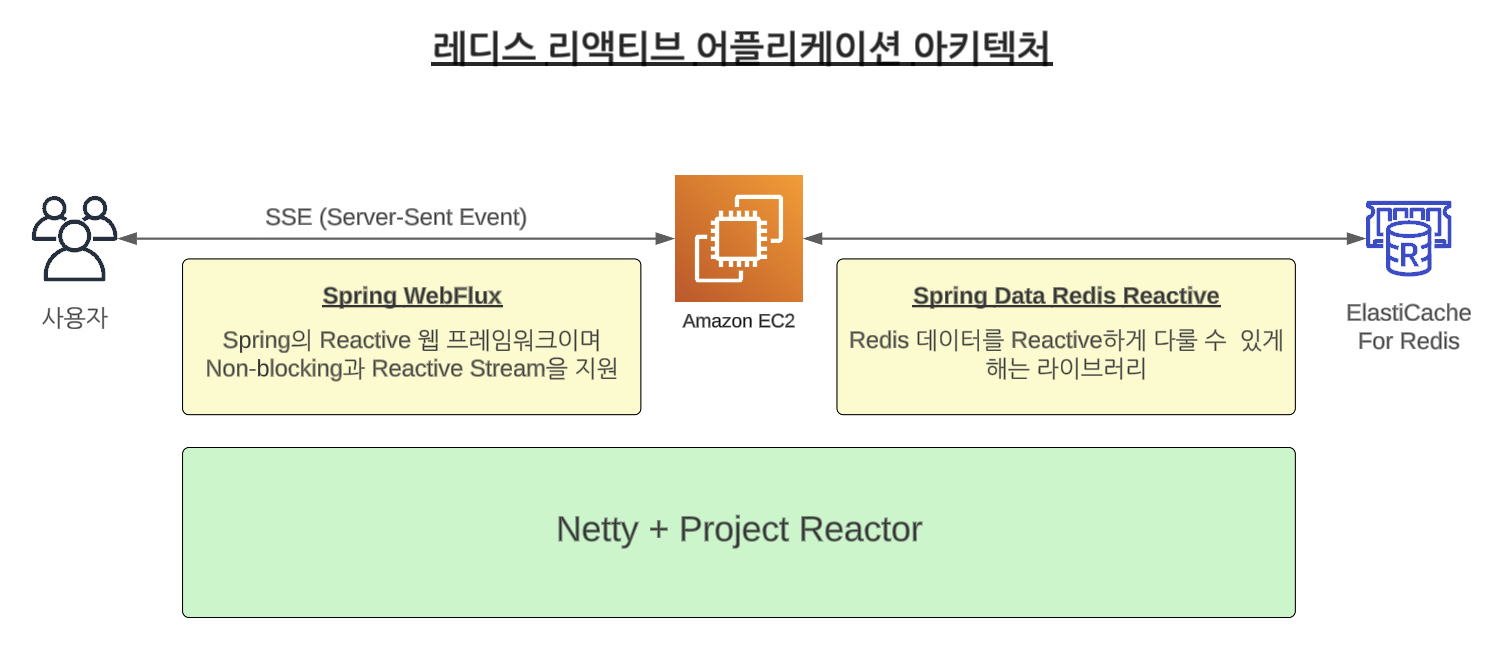 레디스 리액티브 어플리케이션 아키텍처
SSE (Server-Sent Event)
사용자
Spring WebFlux
Spring의 Reactive 웹 프레임워크이며
Non-blocking과 Reactive Stream을 지원
Amazon EC2
Spring Data Redis Reactive
Redis 데이터를 Reactive하게 다룰 수 있게
해는 라이브러리
R
ElastiCache
For Redis
Netty + Project Reactor